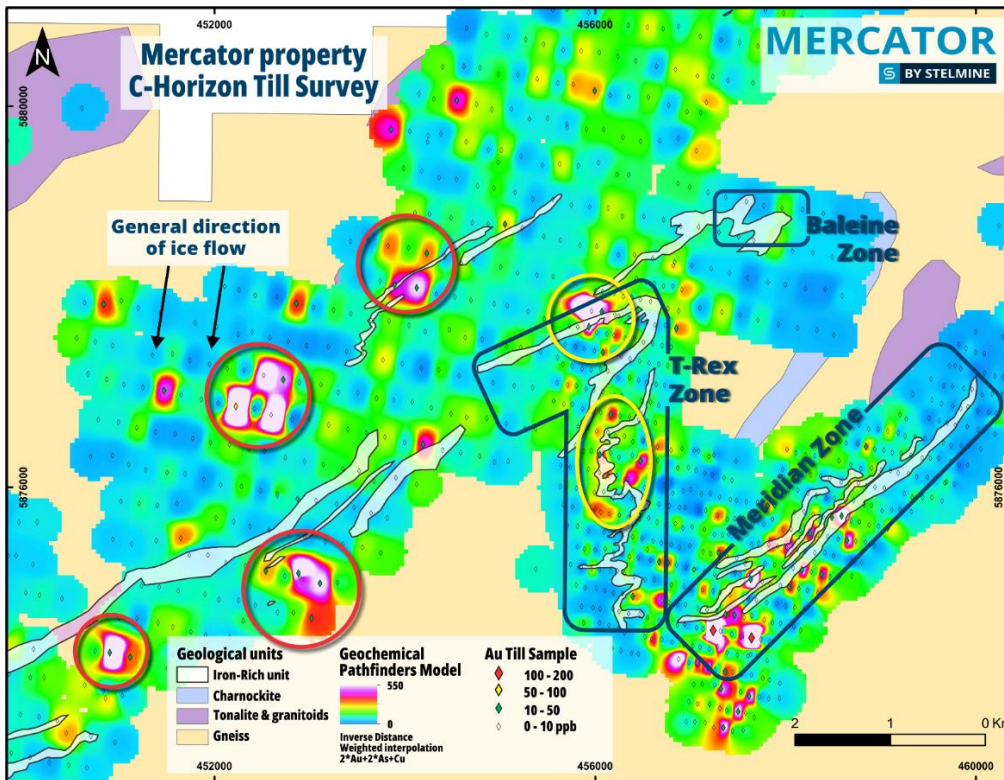 452000
456000
Mercator property
C-Horizon Till Survey
MERCATOR
S BY STELMINE
N
5880000
General direction
of ice flow
Baleine
Zone
T-Rex
Zone
Meridian Zone
5876000
5876000
Geological units
Iron-Rich unit
Charnockite
Tonalite & granitoids
Gneiss
Geochemical
Pathfinders Model
550
0
Inverse Distance
Weighted interpolation
2*Au+2*As+Cu
Au Till Sample
100 - 200
50 - 100
10 - 50
0 - 10 ppb
2 1 0 Km
452000
456000
460000